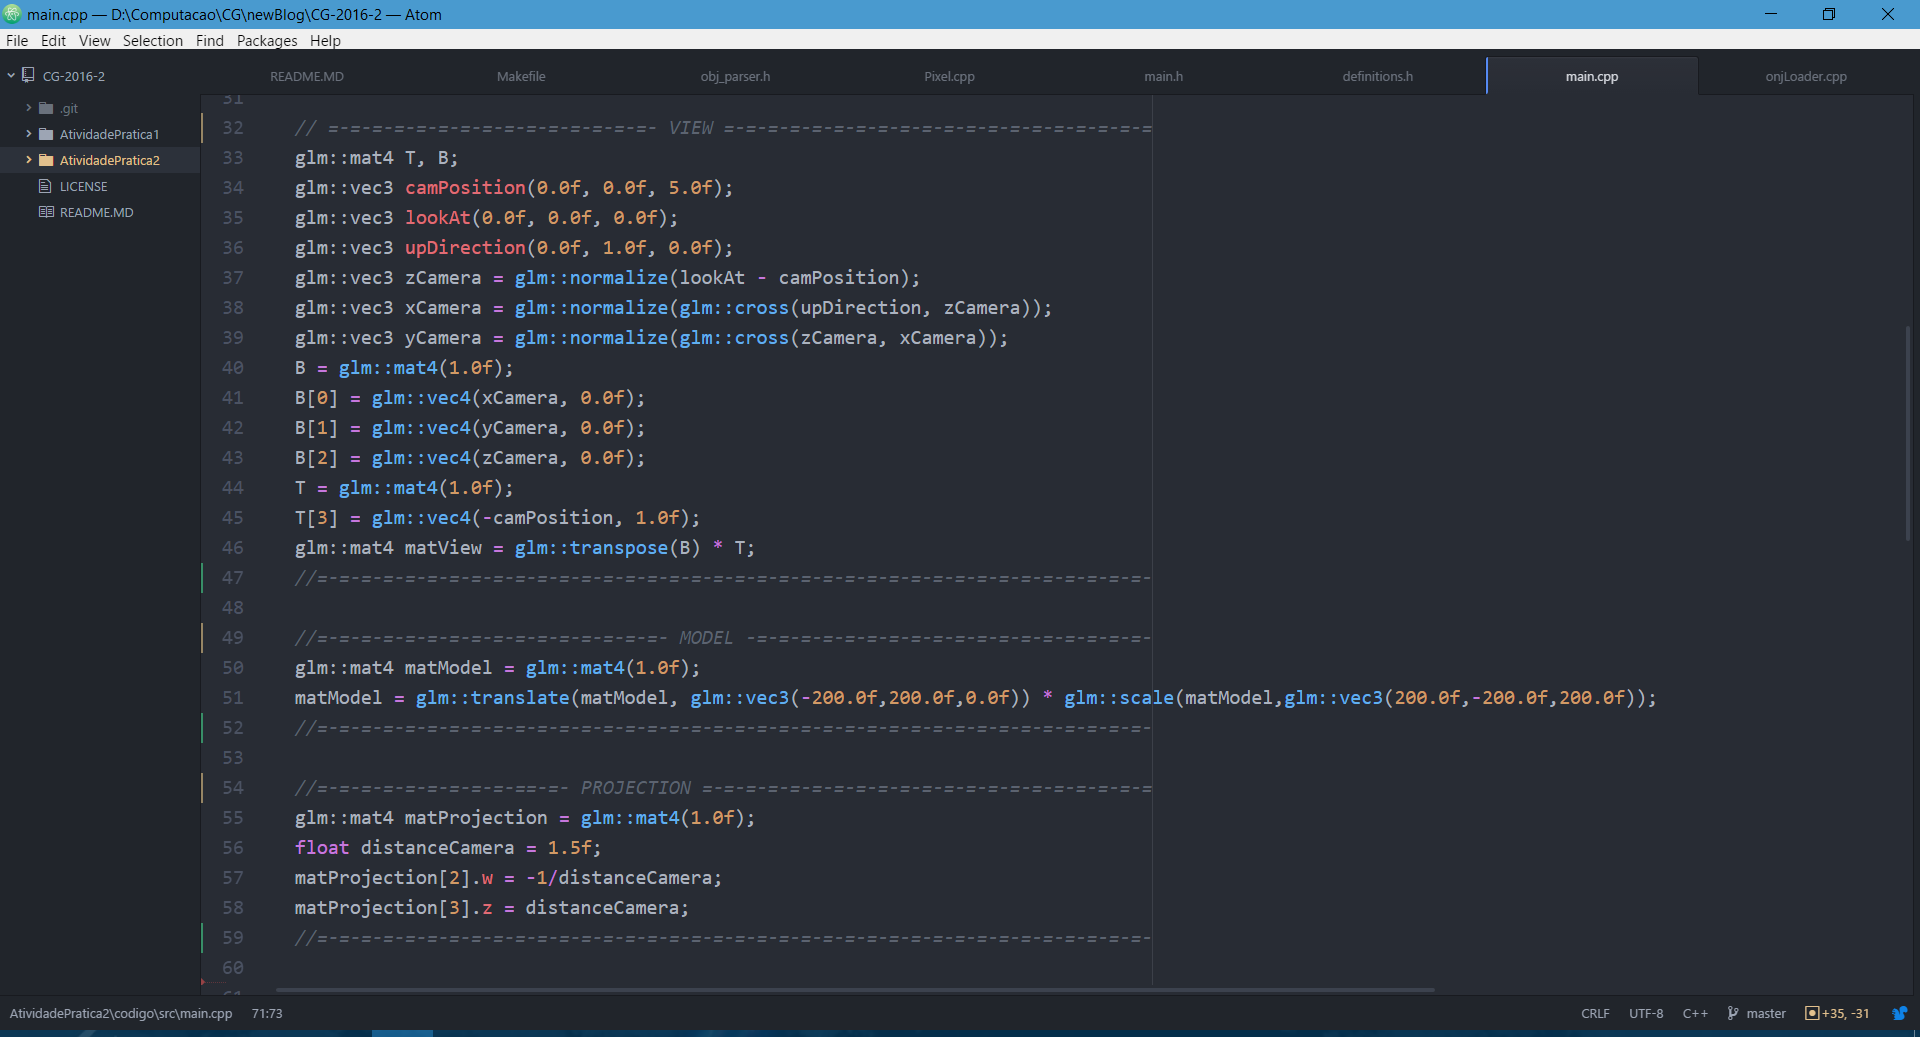 main.cpp — D:\Computacao\CG\newBlog\CG-2016-2 — Atom
File Edit View Selection Find Packages Help
CG-2016-2
.git
AtividadePratica1
AtividadePratica2
LICENSE
README.MD
README.MD Makefile obj_parser.h Pixel.cpp main.h definitions.h main.cpp onjLoader.cpp
31
32 // =-=-=-=-=-=-=-=-=-=-=-=-=-=-=- VIEW =-=-=-=-=-=-=-=-=-=-=-=-=-=-=-=-=-=-=-=
33 glm::mat4 T, B;
34 glm::vec3 camPosition(0.0f, 0.0f, 5.0f);
35 glm::vec3 lookAt(0.0f, 0.0f, 0.0f);
36 glm::vec3 upDirection(0.0f, 1.0f, 0.0f);
37 glm::vec3 zCamera = glm::normalize(lookAt - camPosition);
38 glm::vec3 xCamera = glm::normalize(glm::cross(upDirection, zCamera));
39 glm::vec3 yCamera = glm::normalize(glm::cross(zCamera, xCamera));
40 B = glm::mat4(1.0f);
41 B[0] = glm::vec4(xCamera, 0.0f);
42 B[1] = glm::vec4(yCamera, 0.0f);
43 B[2] = glm::vec4(zCamera, 0.0f);
44 T = glm::mat4(1.0f);
45 T[3] = glm::vec4(-camPosition, 1.0f);
46 glm::mat4 matView = glm::transpose(B) * T;
47 //=-=-=-=-=-=-=-=-=-=-=-=-=-=-=-=-=-=-=-=-=-=-=-=-=-=-=-=-=-=-=-=-=-=-=-=-=-=-
48
49 //=-=-=-=-=-=-=-=-=-=-=-=-=-=-=-=- MODEL -=-=-=-=-=-=-=-=-=-=-=-=-=-=-=-=-=-=-
50 glm::mat4 matModel = glm::mat4(1.0f);
51 matModel = glm::translate(matModel, glm::vec3(-200.0f,200.0f,0.0f)) * glm::scale(matModel,glm::vec3(200.0f,-200.0f,200.0f));
52 //=-=-=-=-=-=-=-=-=-=-=-=-=-=-=-=-=-=-=-=-=-=-=-=-=-=-=-=-=-=-=-=-=-=-=-=-=-=-
53
54 //=-=-=-=-=-=-=-=-=-==-=- PROJECTION =-=-=-=-=-=-=-=-=-=-=-=-=-=-=-=-=-=-=-=-=
55 glm::mat4 matProjection = glm::mat4(1.0f);
56 float distanceCamera = 1.5f;
57 matProjection[2].w = -1/distanceCamera;
58 matProjection[3].z = distanceCamera;
59 //=-=-=-=-=-=-=-=-=-=-=-=-=-=-=-=-=-=-=-=-=-=-=-=-=-=-=-=-=-=-=-=-=-=-=-=-=-=-
60
61
AtividadePratica2\codigo\src\main.cpp 71:73 CRLF UTF-8 C++ master +35, -31